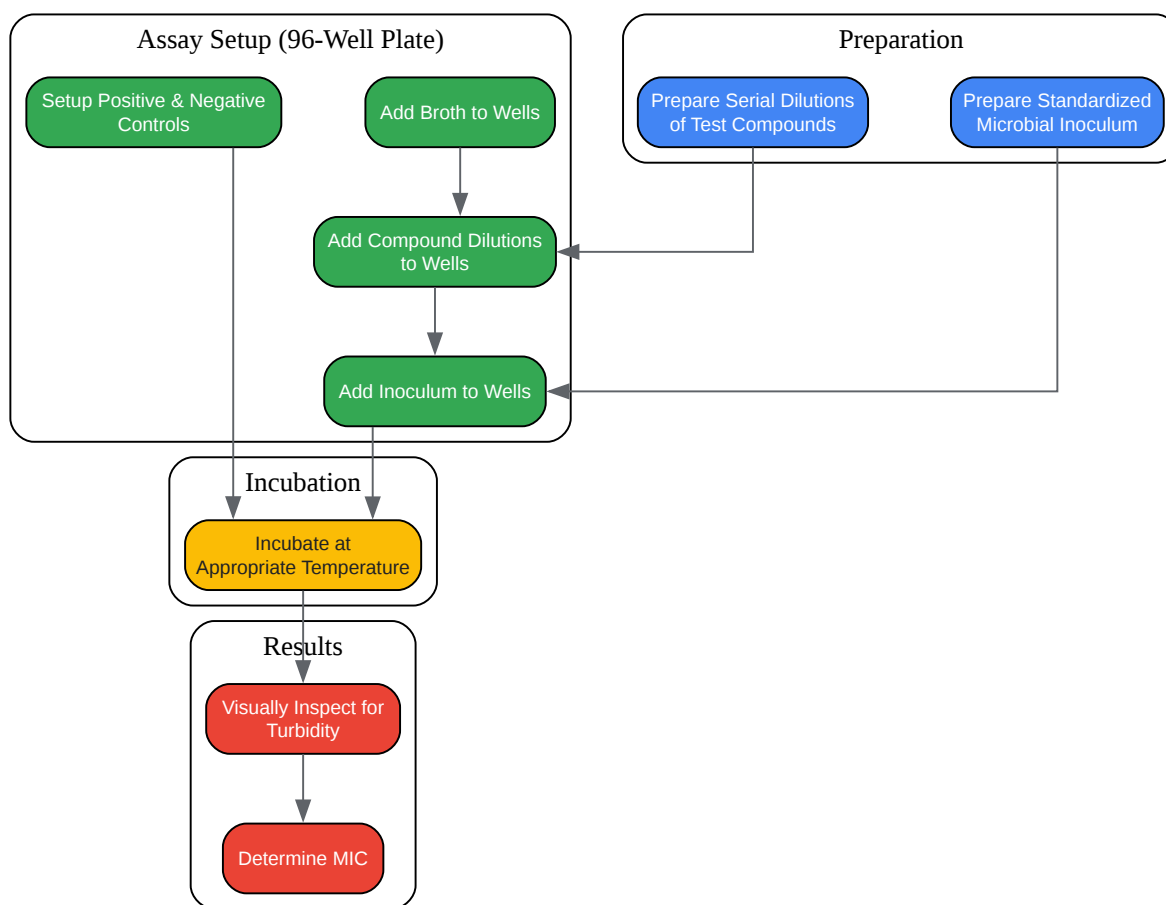 Assay Setup (96-Well Plate)
Setup Positive & Negative
Controls
Add Broth to Wells
Add Compound Dilutions
to Wells
Add Inoculum to Wells
Preparation
Prepare Serial Dilutions
of Test Compounds
Prepare Standardized
Microbial Inoculum
Incubation
Incubate at
Appropriate Temperature
Results
Visually Inspect for
Turbidity
Determine MIC